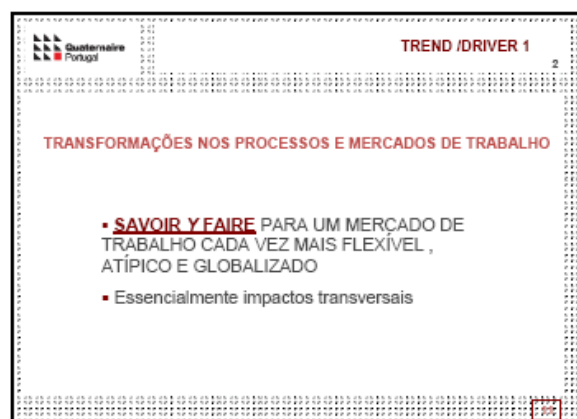 Quaternaire
Portugal
TREND /DRIVER 1
2
TRANSFORMAÇÕES NOS PROCESSOS E MERCADOS DE TRABALHO
▪ SAVOIR Y FAIRE PARA UM MERCADO DE
TRABALHO CADA VEZ MAIS FLEXÍVEL ,
ATÍPICO E GLOBALIZADO
▪ Essencialmente impactos transversais